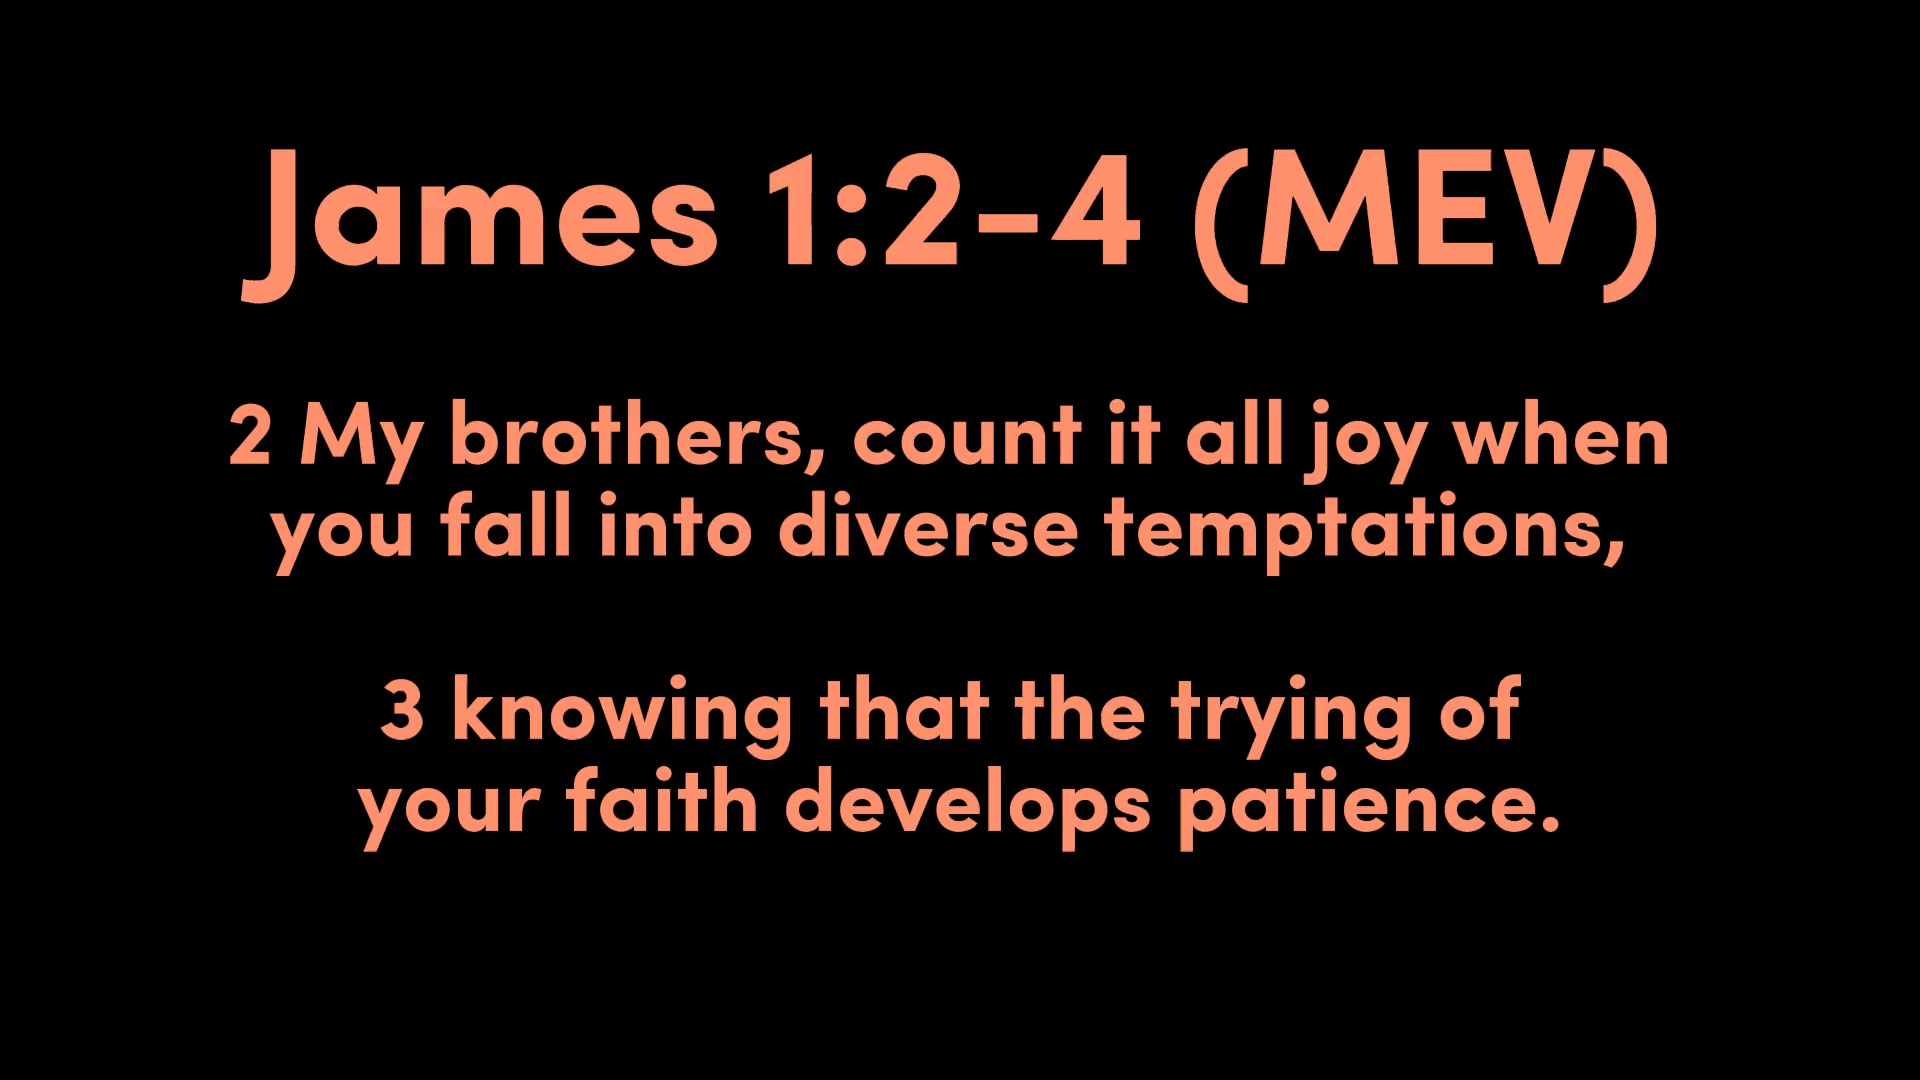 James 1:2-4 (MEV)
2 My brothers, count it all joy when
you fall into diverse temptations,
3 knowing that the trying of
your faith develops patience.